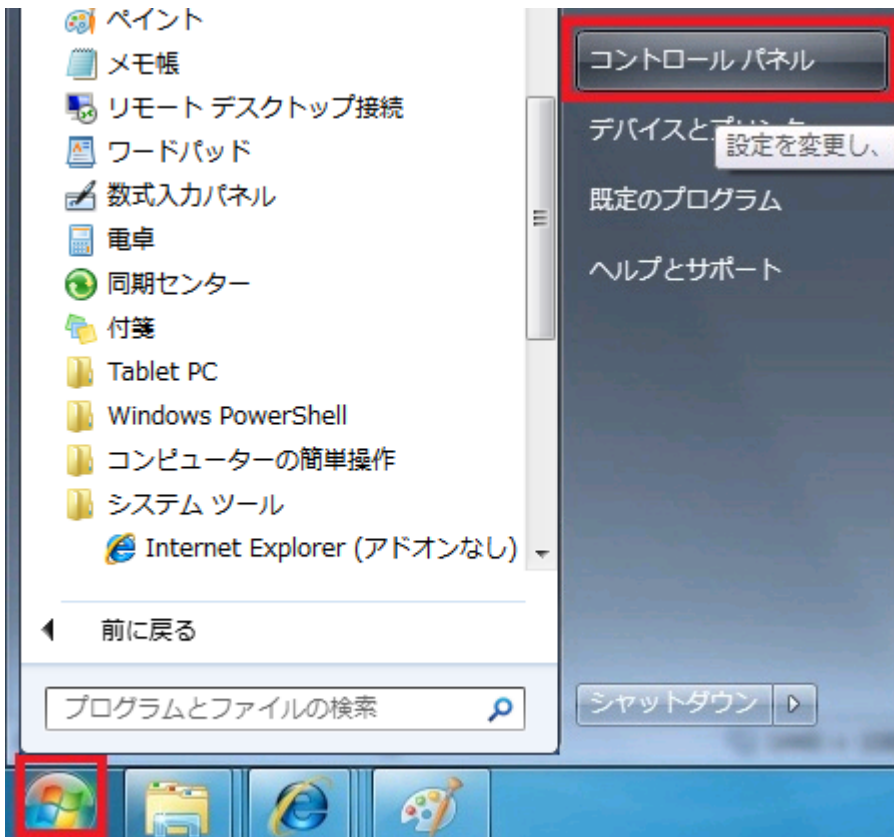 ペイント
メモ帳
リモート デスクトップ接続
ワードパッド
数式入力パネル
電卓
同期センター
付箋
Tablet PC
Windows PowerShell
コンピューターの簡単操作
システム ツール
Internet Explorer (アドオンなし)
前に戻る
プログラムとファイルの検索
コントロール パネル
デバイスと
設定を変更し、
既定のプログラム
ヘルプとサポート
シャットダウン